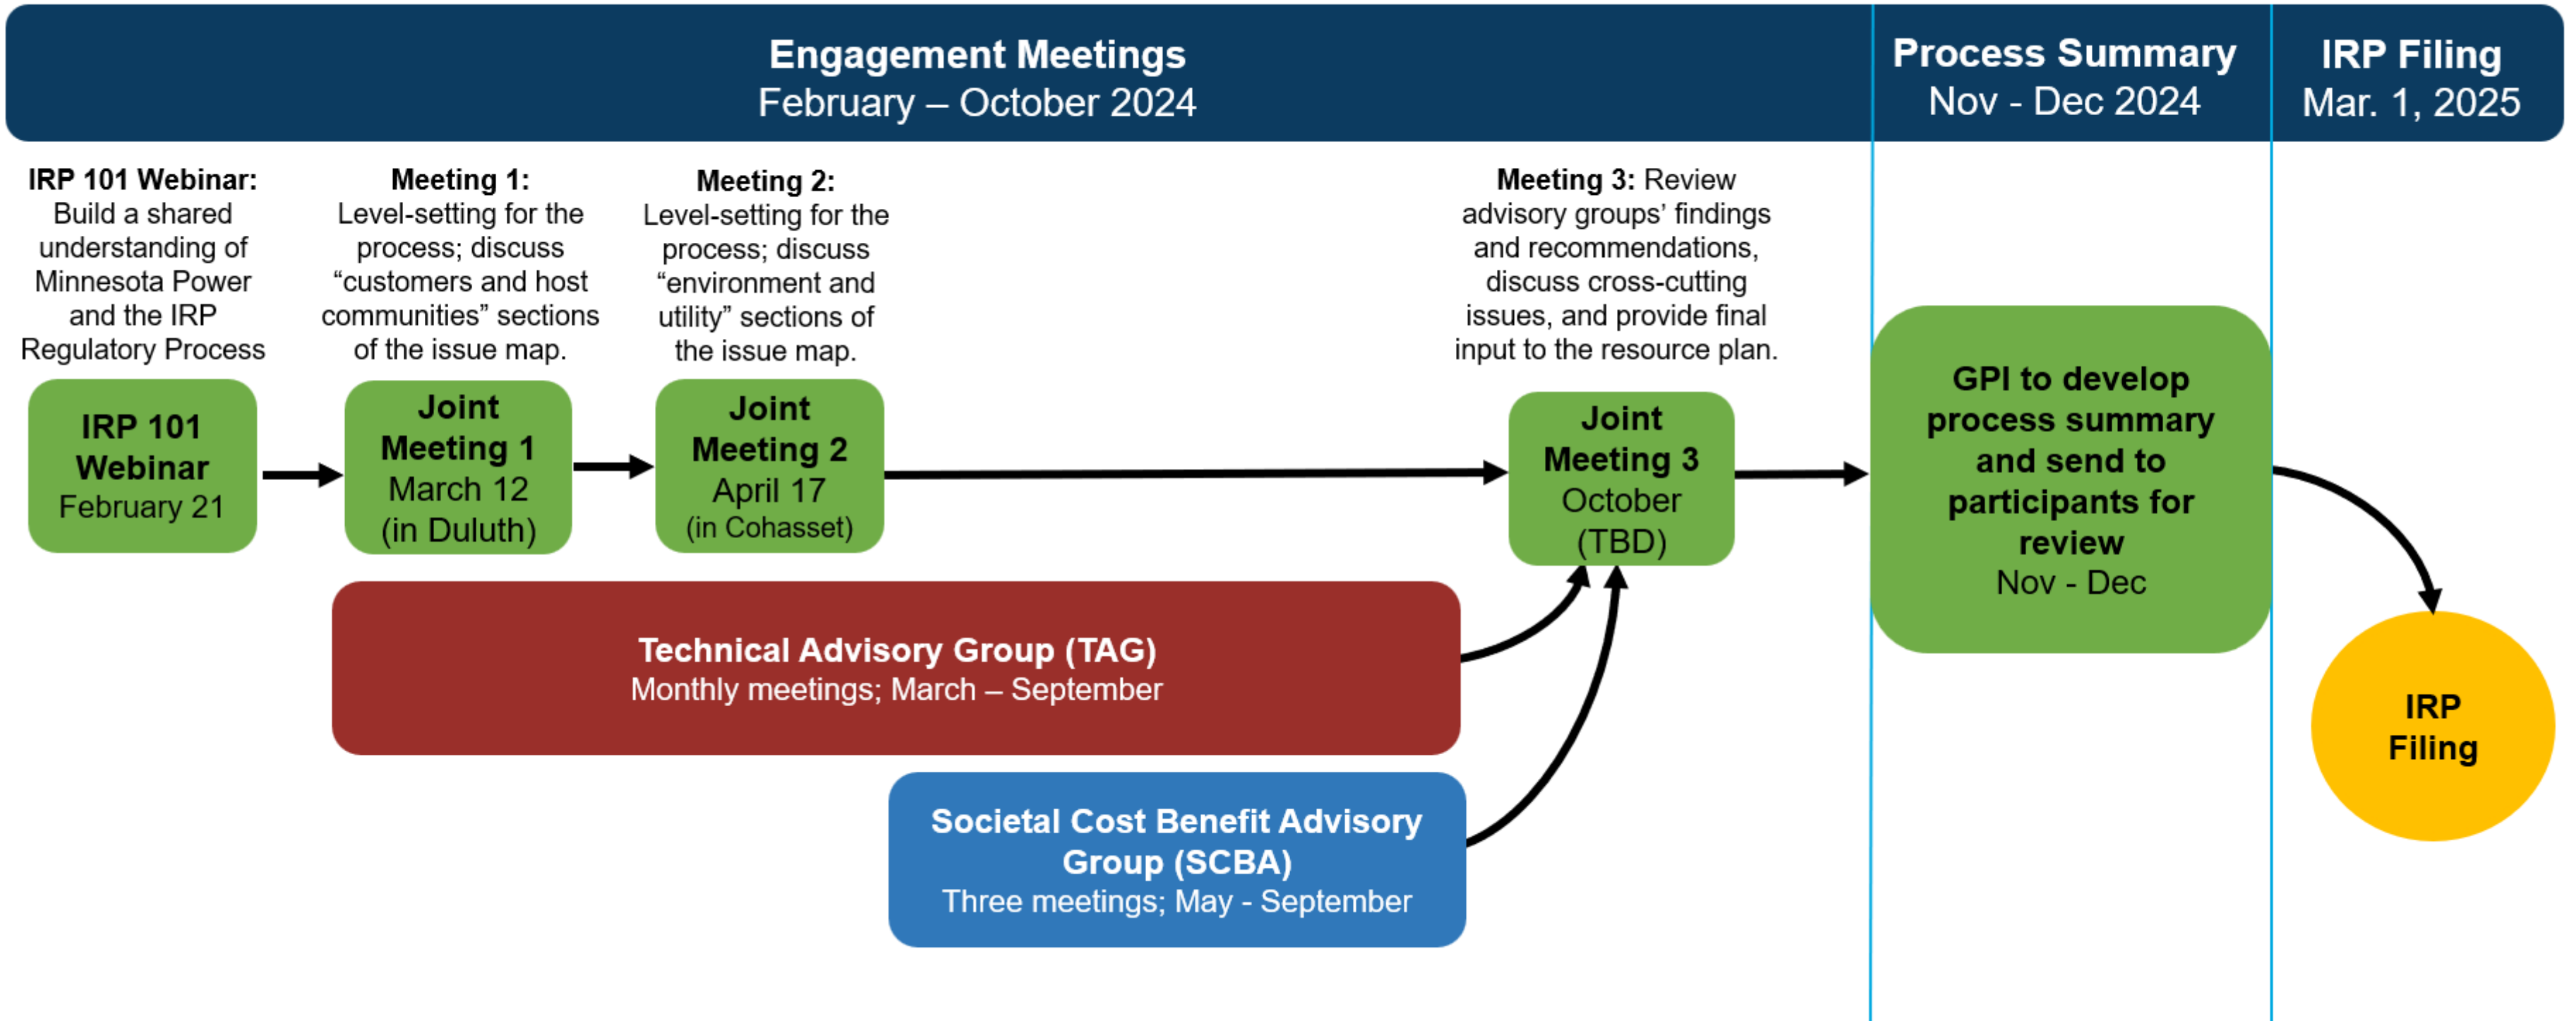 Engagement Meetings
February – October 2024
Process Summary
Nov - Dec 2024
IRP Filing
Mar. 1, 2025
IRP 101 Webinar:
Build a shared
understanding of
Minnesota Power
and the IRP
Regulatory Process
Meeting 1:
Level-setting for the
process; discuss
“customers and host
communities” sections
of the issue map.
Meeting 2:
Level-setting for the
process; discuss
“environment and
utility” sections of
the issue map.
Meeting 3: Review
advisory groups’ findings
and recommendations,
discuss cross-cutting
issues, and provide final
input to the resource plan.
IRP 101
Webinar
February 21
Joint
Meeting 1
March 12
(in Duluth)
Joint
Meeting 2
April 17
(in Cohasset)
Joint
Meeting 3
October
(TBD)
GPI to develop
process summary
and send to
participants for
review
Nov - Dec
Technical Advisory Group (TAG)
Monthly meetings; March – September
Societal Cost Benefit Advisory
Group (SCBA)
Three meetings; May - September
IRP
Filing